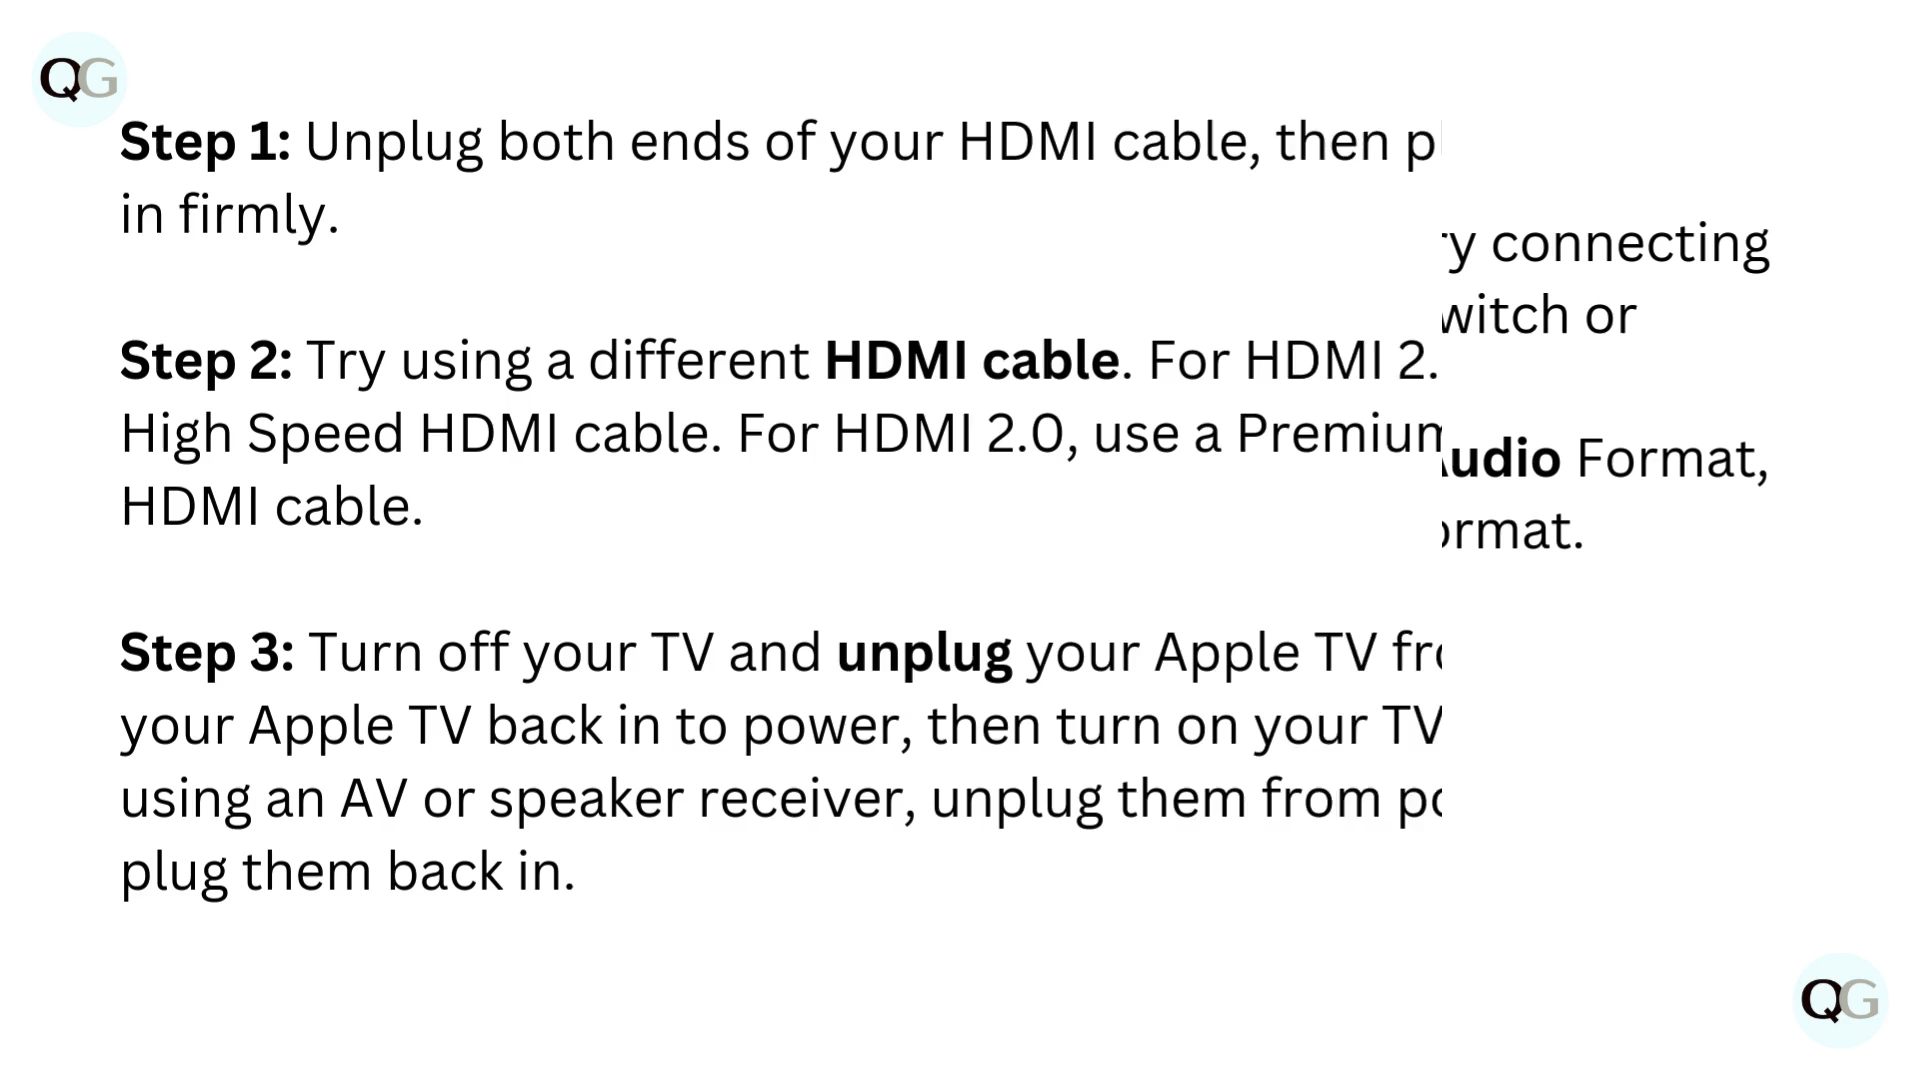 QG
Step 1: Unplug both ends of your HDMI cable, then
in firmly.
Step 2: Try using a different HDMI cable. For HDMI 2.
High Speed HDMI cable. For HDMI 2.0, use a
HDMI cable.
Step 3: Turn off your TV and unplug your Apple TV
your Apple TV back in to power, then turn on your TV
using an AV or speaker receiver, unplug them from
plug them back in.
connecting
or
Format,
QG